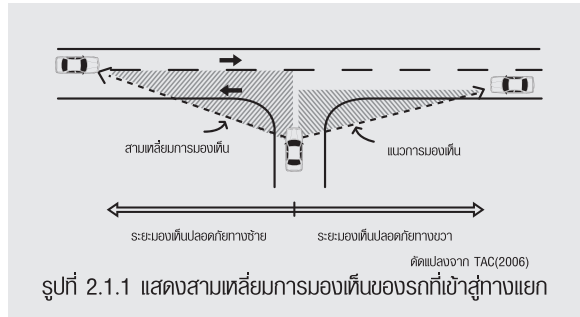 สามเหลี่ยมการมองเห็น
แนวการมองเห็น
ระยะมองเห็นปลอดภัยทางซ้าย
ระยะมองเห็นปลอดภัยทางขวา
ดัดแปลงจาก TAC(2006)
รูปที่ 2.1.1 แสดงสามเหลี่ยมการมองเห็นของรถที่เข้าสู่ทางแยก